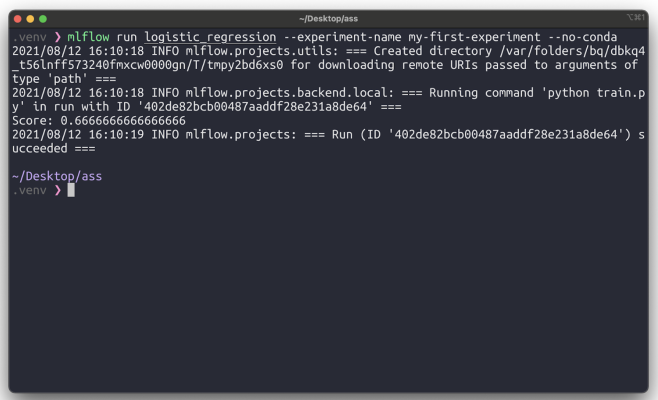 ~/Desktop/ass
⌥⌘1
.venv ❯ mlflow run logistic_regression --experiment-name my-first-experiment --no-conda
2021/08/12 16:10:18 INFO mlflow.projects.utils: === Created directory /var/folders/bq/dbkq4
_t56lnff573240fmxcw0000gn/T/tmpy2bd6xs0 for downloading remote URIs passed to arguments of
type 'path' ===
2021/08/12 16:10:18 INFO mlflow.projects.backend.local: === Running command 'python train.p
y' in run with ID '402de82bcb00487aaddf28e231a8de64' ===
Score: 0.6666666666666666
2021/08/12 16:10:19 INFO mlflow.projects: === Run (ID '402de82bcb00487aaddf28e231a8de64') s
ucceeded ===
~/Desktop/ass
.venv ❯